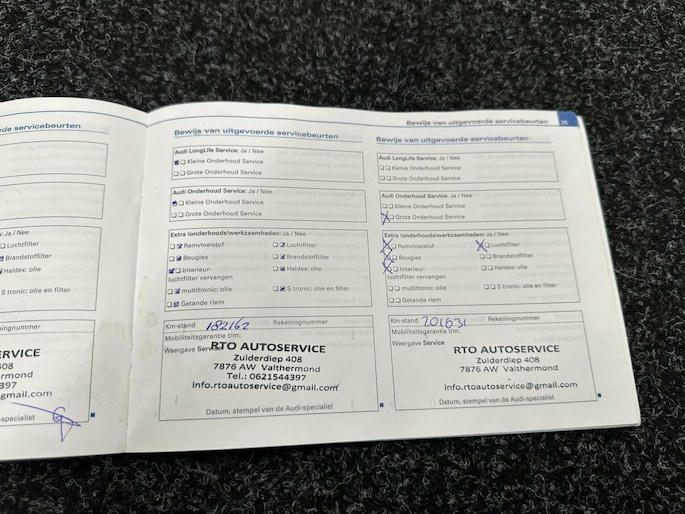 rde servicebeurten
: Ja / Nee
Luchtfilter
Brandstoffilter
Haldex: olie
S tronic: olie en filter
ningnummer
ERVICE
408
ermond
397
gmail.com
-specialist
Bewijs van uitgevoerde servicebeurten
Audi LongLife Service: Ja / Nee
Kleine Onderhoud Service
Grote Onderhoud Service
Audi Onderhoud Service: Ja / Nee
Kleine Onderhoud Service
Grote Onderhoud Service
Extra (onderhouds)werkzaamheden: Ja / Nee
Remvloeistof Luchtfilter
Bougies Brandstoffilter
Interieur- Haldex: olie
luchtfilter vervangen
multitronic: olie S tronic: olie en filter
Getande riem
Km-stand 182162 Rekeningnummer
Mobiliteitsgarantie t/m:
Weergave Service
RTO AUTOSERVICE
Zuiderdiep 408
7876 AW Valthermond
Tel.: 0621544397
info.rtoautoservice@gmail.com
Datum, stempel van de Audi-specialist
Bewijs van uitgevoerde servicebeurten 25
Bewijs van uitgevoerde servicebeurten
Audi LongLife Service: Ja / Nee
Kleine Onderhoud Service
Grote Onderhoud Service
Audi Onderhoud Service: Ja / Nee
Kleine Onderhoud Service
Grote Onderhoud Service
Extra (onderhouds)werkzaamheden: Ja / Nee
Remvloeistof Luchtfilter
Bougies Brandstoffilter
Interieur- Haldex: olie
luchtfilter vervangen
multitronic: olie S tronic: olie en filter
Getande riem
Km-stand 201631 Rekeningnummer
Mobiliteitsgarantie t/m:
Weergave Service
RTO AUTOSERVICE
Zuiderdiep 408
7876 AW Valthermond
info.rtoautoservice@gmail.com
Datum, stempel van de Audi-specialist